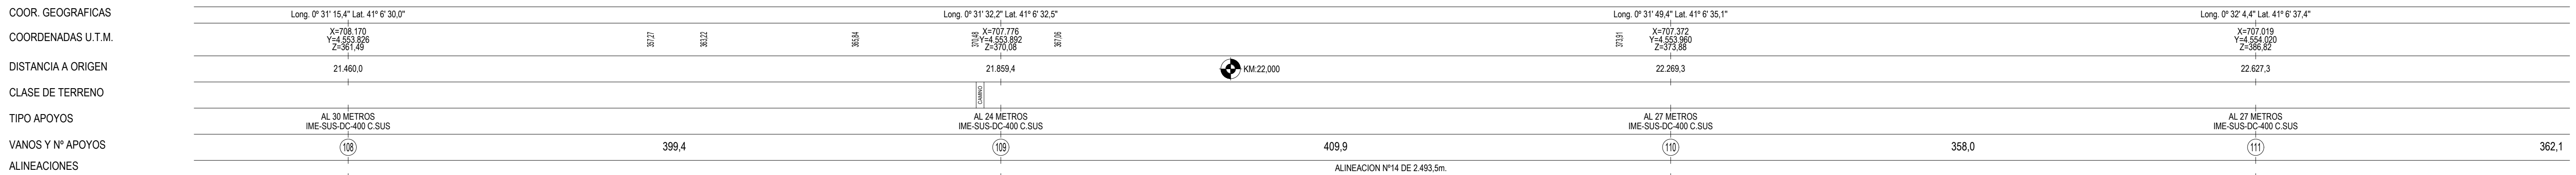 COOR. GEOGRAFICAS
Long. 0º 31' 15,4" Lat. 41º 6' 30,0"
Long. 0º 31' 32,2" Lat. 41º 6' 32,5"
Long. 0º 31' 49,4" Lat. 41º 6' 35,1"
Long. 0º 32' 4,4" Lat. 41º 6' 37,4"
COORDENADAS U.T.M.
X=708.170
Y=4.553.826
Z=361,49
357,27
363,22
366,84
370,48
X=707.776
Y=4.553.892
Z=370,08
367,06
373,91
X=707.372
Y=4.553.960
Z=373,88
X=707.019
Y=4.554.020
Z=386,82
DISTANCIA A ORIGEN
21.460,0
21.859,4
KM:22,000
22.269,3
22.627,3
CLASE DE TERRENO
CAMINO
TIPO APOYOS
AL 30 METROS
IME-SUS-DC-400 C.SUS
AL 24 METROS
IME-SUS-DC-400 C.SUS
AL 27 METROS
IME-SUS-DC-400 C.SUS
AL 27 METROS
IME-SUS-DC-400 C.SUS
VANOS Y Nº APOYOS
108
399,4
109
409,9
110
358,0
111
362,1
ALINEACIONES
ALINEACION Nº14 DE 2.493,5m.